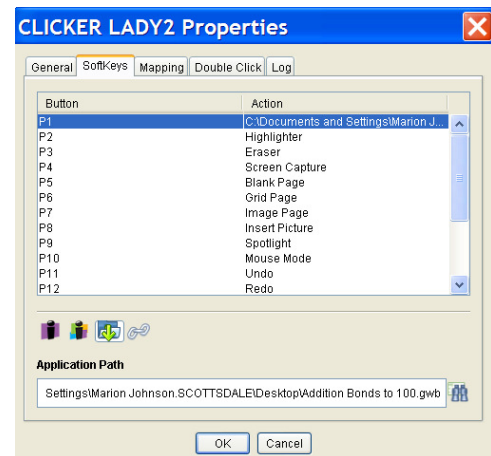 CLICKER LADY2 Properties
General SoftKeys Mapping Double Click Log
Button Action
P1 C:\Documents and Settings\Marion J...
P2 Highlighter
P3 Eraser
P4 Screen Capture
P5 Blank Page
P6 Grid Page
P7 Image Page
P8 Insert Picture
P9 Spotlight
P10 Mouse Mode
P11 Undo
P12 Redo
Application Path
Settings\Marion Johnson.SCOTTSDALE\Desktop\Addition Bonds to 100.gwb
OK Cancel